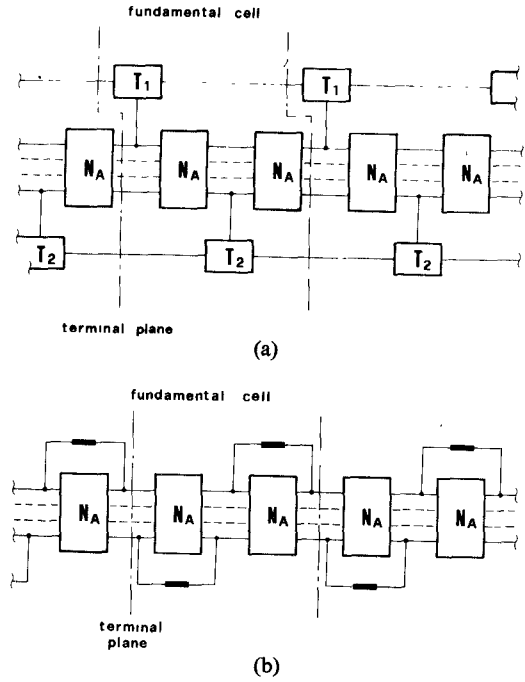 fundamental cell
T1 T1
NA NA NA NA NA
T2 T2 T2
terminal plane
(a)
fundamental cell
NA NA NA NA NA
terminal
plane
(b)